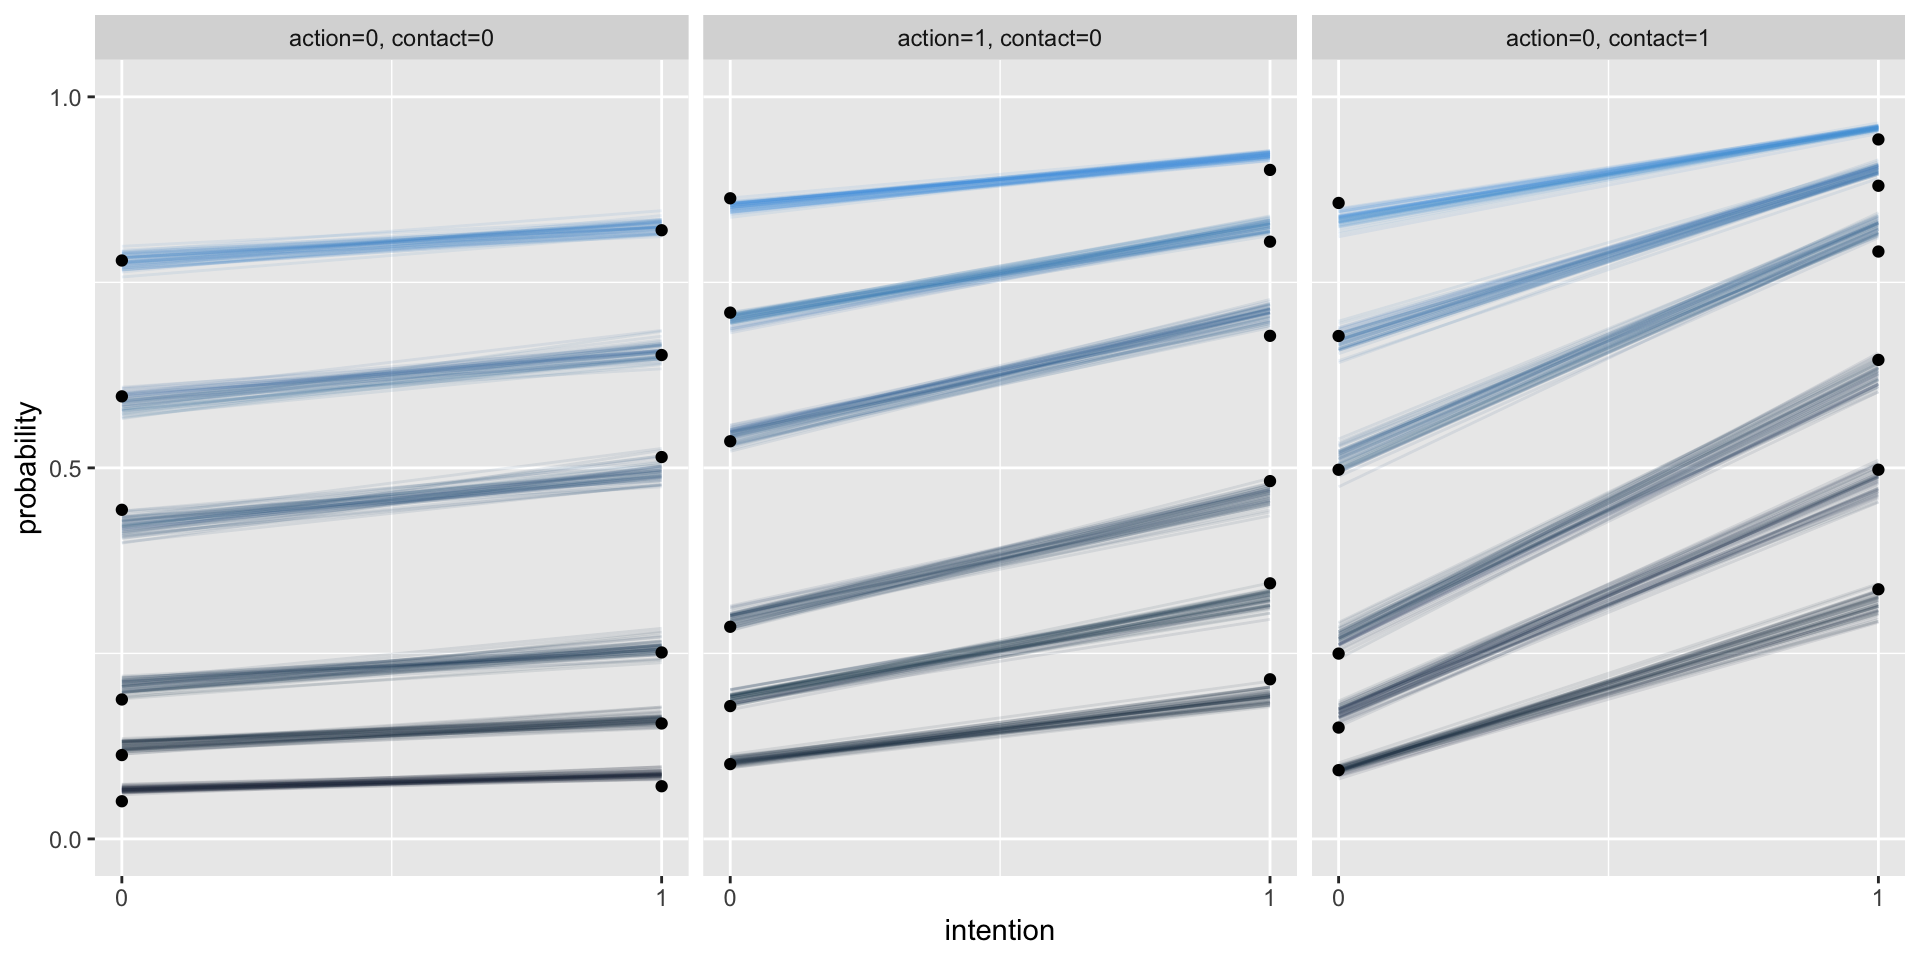 action=0, contact=0
action=1, contact=0
action=0, contact=1
1.0
0.5
0.0
probability
0 1 0 1 0 1
intention